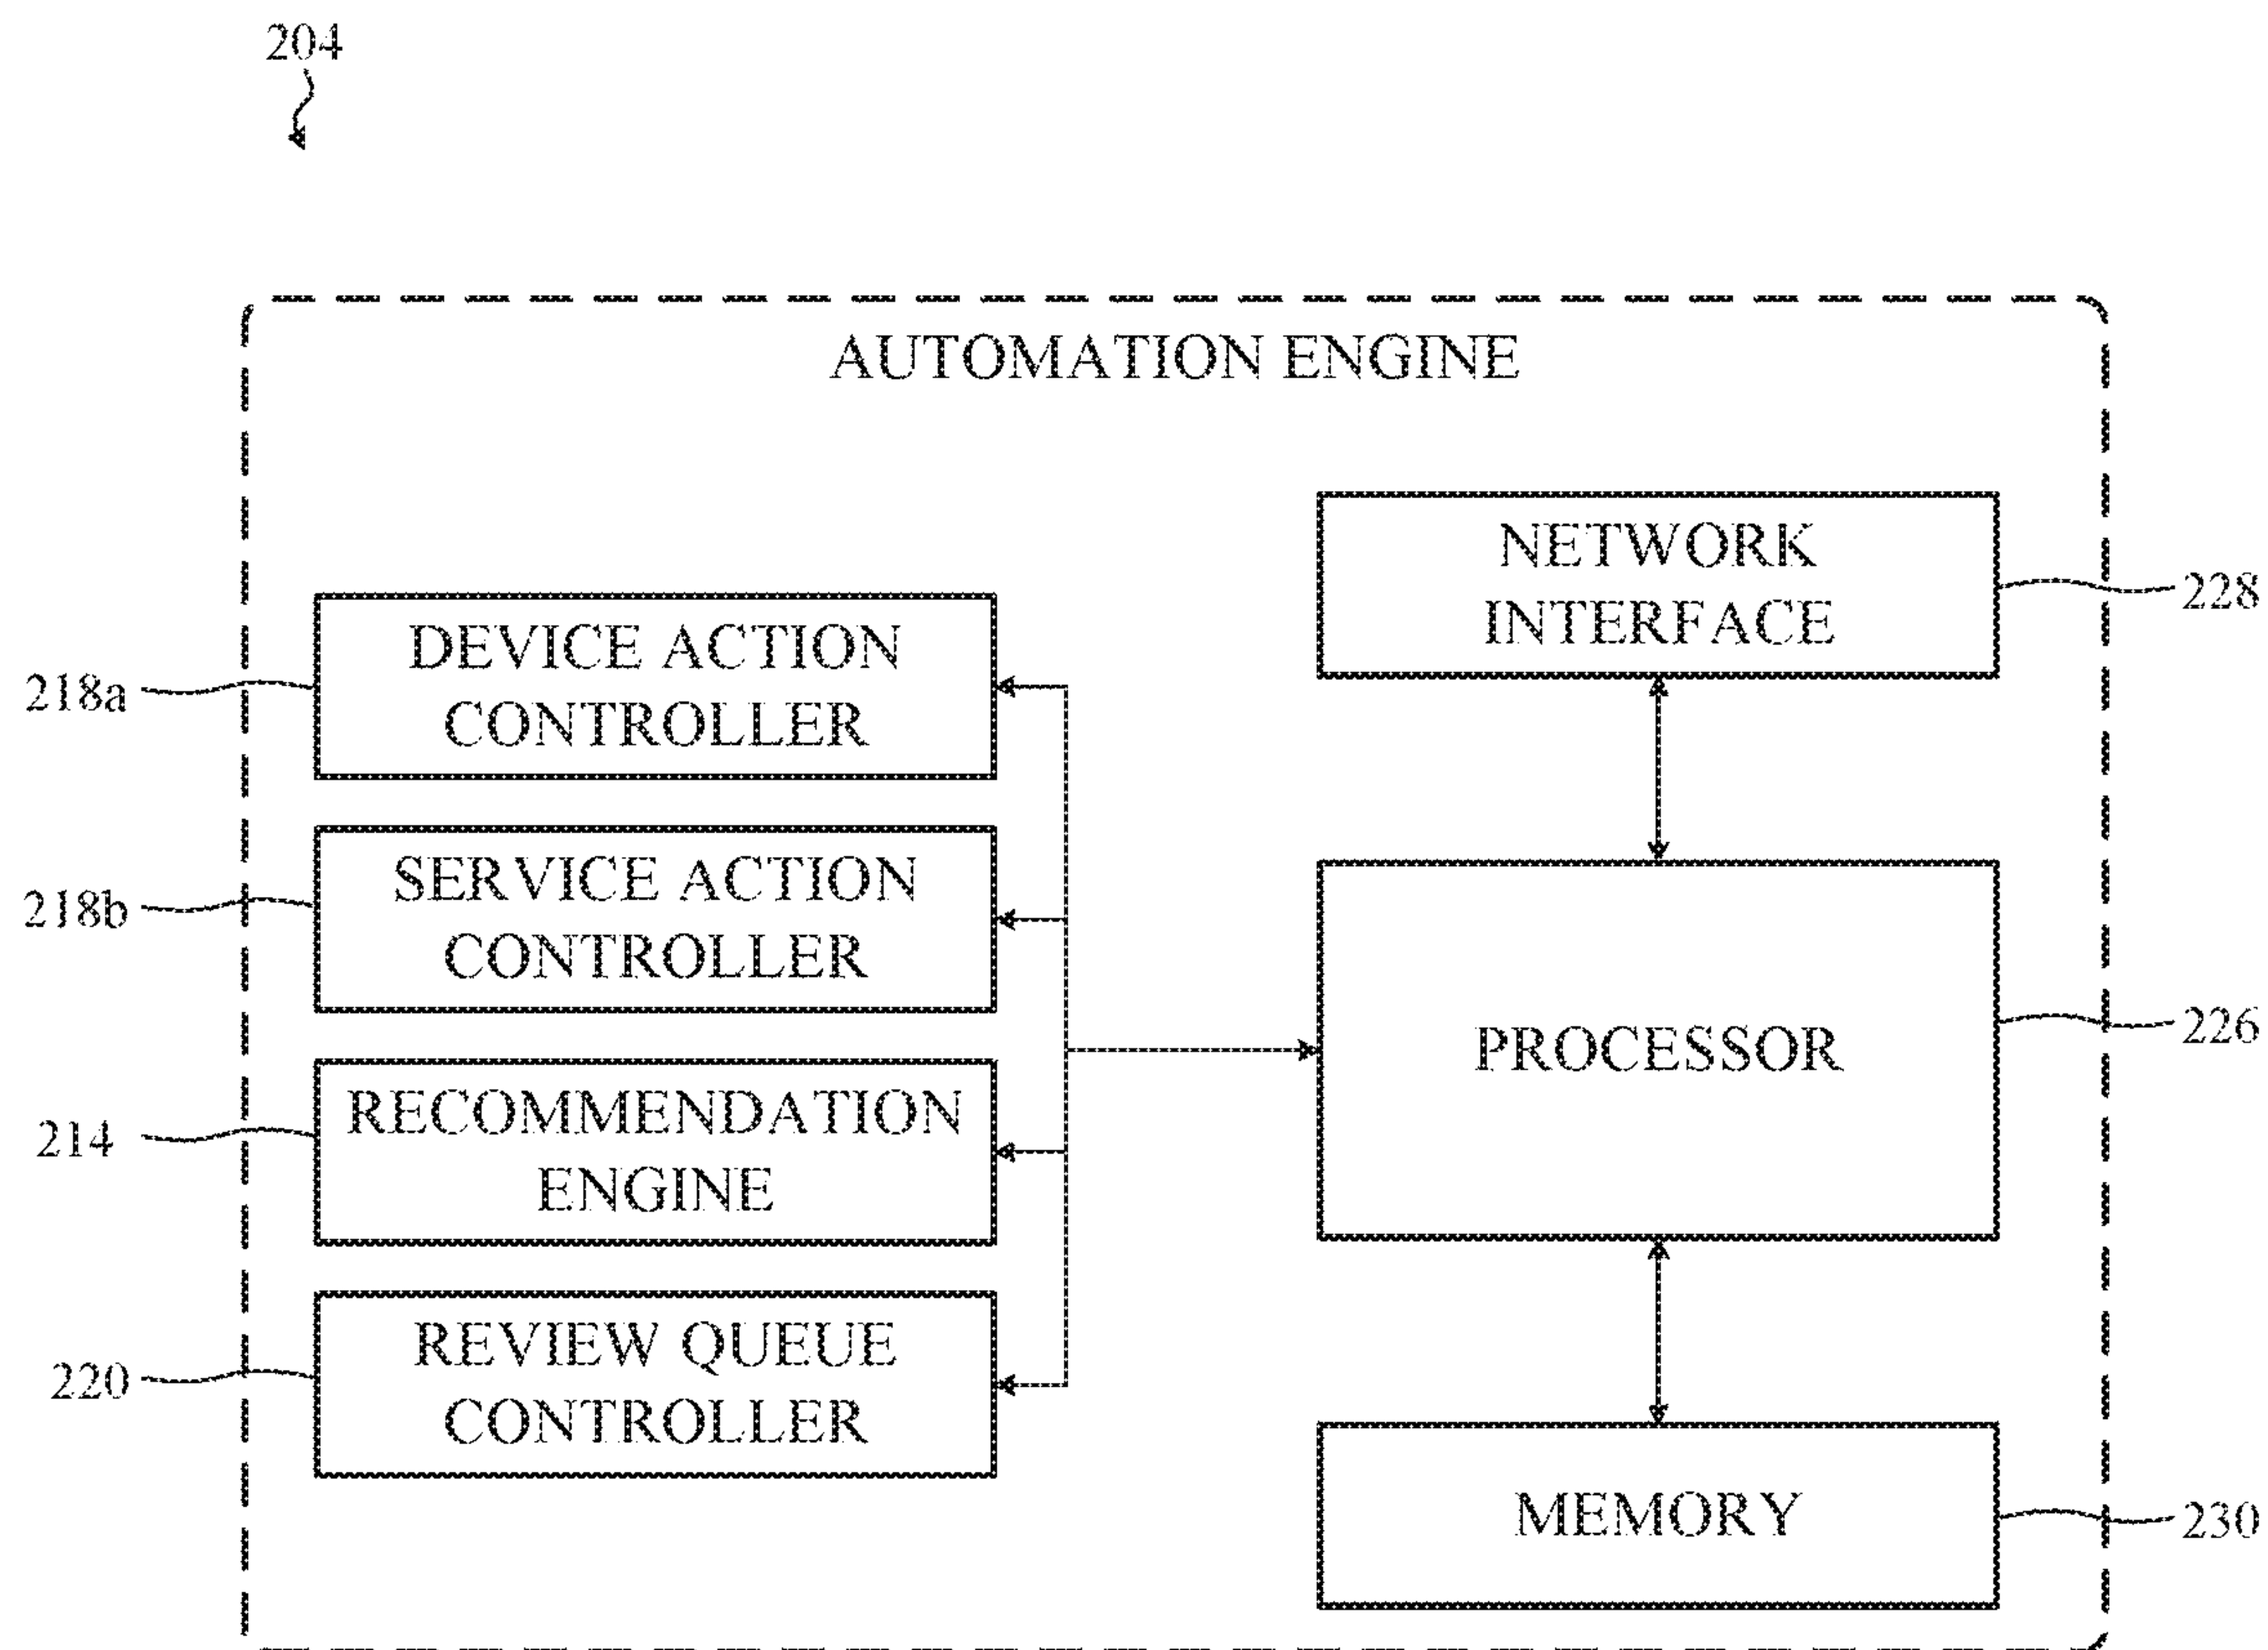 204
AUTOMATION ENGINE
NETWORK
INTERFACE
228
DEVICE ACTION
CONTROLLER
218a
SERVICE ACTION
CONTROLLER
218b
PROCESSOR
226
RECOMMENDATION
ENGINE
214
REVIEW QUEUE
CONTROLLER
220
MEMORY
230